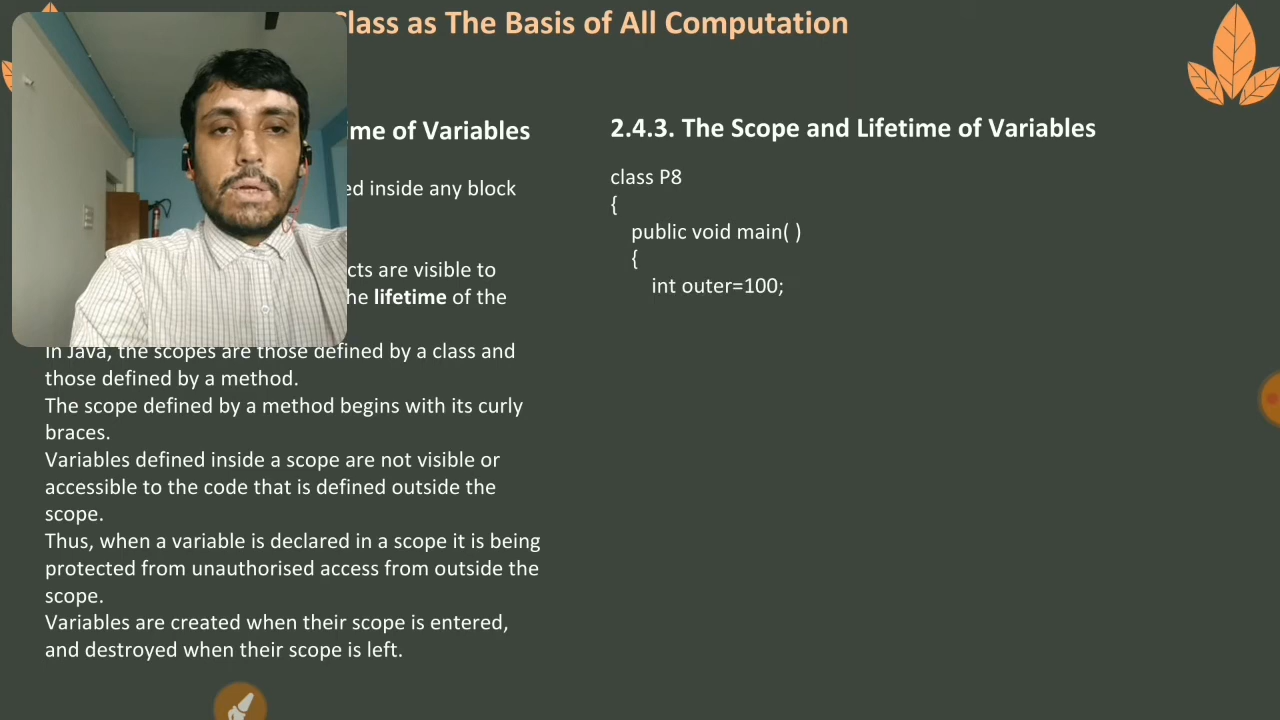 Class as The Basis of All Computation
ime of Variables
ed inside any block
cts are visible to
he lifetime of the
In Java, the scopes are those defined by a class and
those defined by a method.
The scope defined by a method begins with its curly
braces.
Variables defined inside a scope are not visible or
accessible to the code that is defined outside the
scope.
Thus, when a variable is declared in a scope it is being
protected from unauthorised access from outside the
scope.
Variables are created when their scope is entered,
and destroyed when their scope is left.
2.4.3. The Scope and Lifetime of Variables
class P8
{
public void main( )
{
int outer=100;